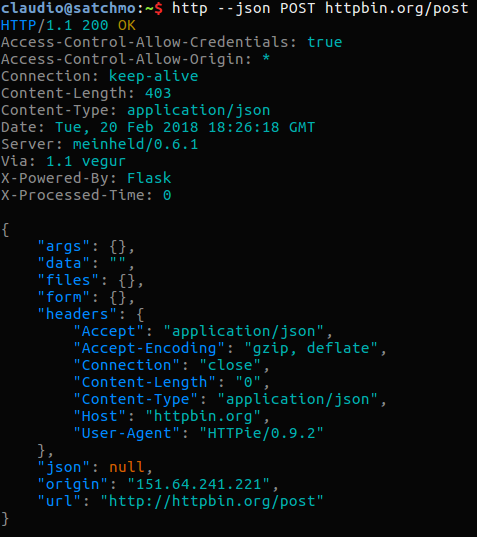 claudio@satchmo:~$ http --json POST httpbin.org/post
HTTP/1.1 200 OK
Access-Control-Allow-Credentials: true
Access-Control-Allow-Origin: *
Connection: keep-alive
Content-Length: 403
Content-Type: application/json
Date: Tue, 20 Feb 2018 18:26:18 GMT
Server: meinheld/0.6.1
Via: 1.1 vegur
X-Powered-By: Flask
X-Processed-Time: 0

{
    "args": {},
    "data": "",
    "files": {},
    "form": {},
    "headers": {
        "Accept": "application/json",
        "Accept-Encoding": "gzip, deflate",
        "Connection": "close",
        "Content-Length": "0",
        "Content-Type": "application/json",
        "Host": "httpbin.org",
        "User-Agent": "HTTPie/0.9.2"
    },
    "json": null,
    "origin": "151.64.241.221",
    "url": "http://httpbin.org/post"
}